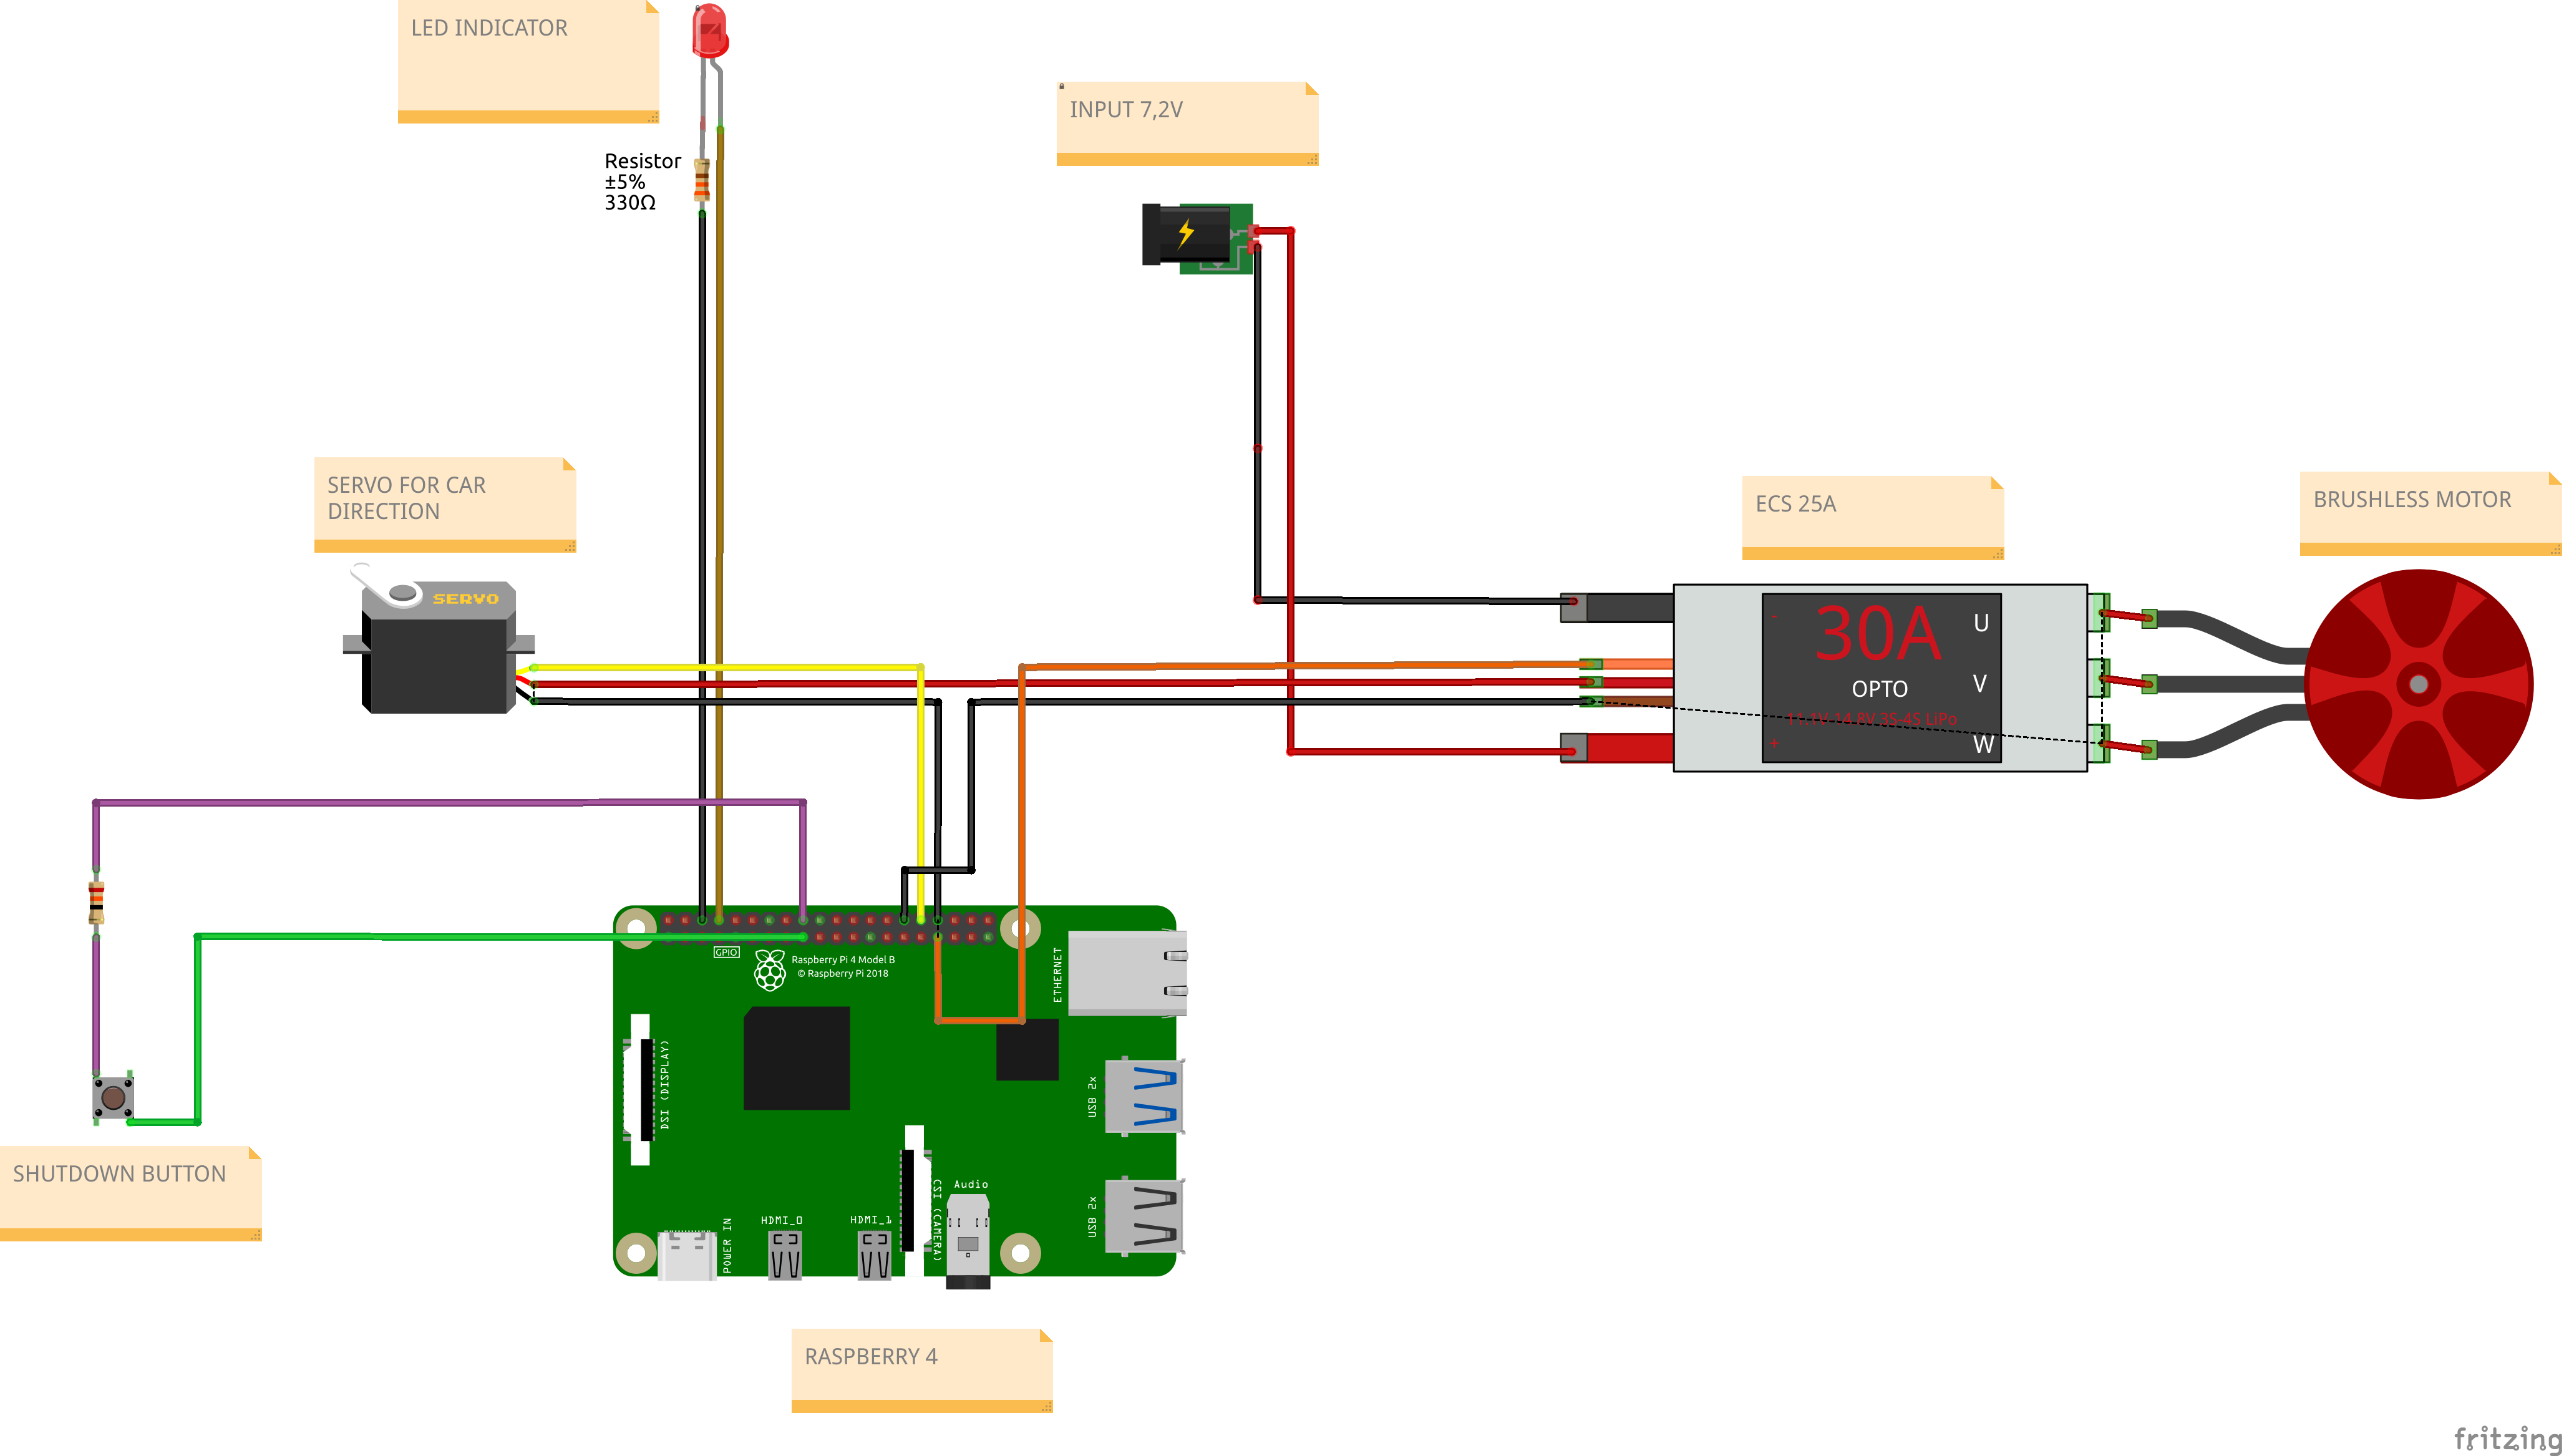 LED INDICATOR
INPUT 7,2V
Resistor
±5%
330Ω
SERVO FOR CAR
DIRECTION
ECS 25A
BRUSHLESS MOTOR
SERVO
-
30A
U
OPTO
V
11.1V-14.8V 3S-4S LiPo
+
W
GPIO
Raspberry Pi 4 Model B
© Raspberry Pi 2018
ETHERNET
DSI (DISPLAY)
USB 2x
SHUTDOWN BUTTON
Audio
CSI (CAMERA)
USB 2x
HDMI_0
HDMI_1
POWER IN
RASPBERRY 4
fritzing